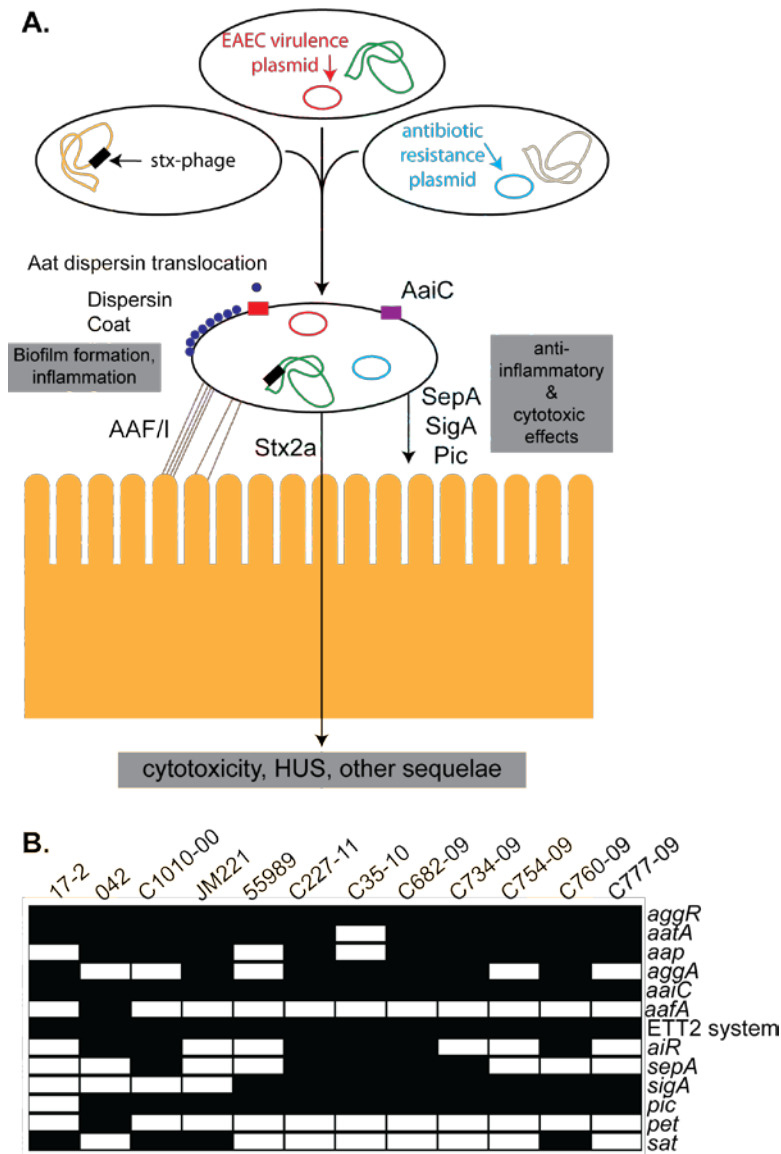 A.
EAEC virulence
plasmid
stx-phage
antibiotic
resistance
plasmid
Aat dispersin translocation
Dispersin
Coat
AaiC
Biofilm formation,
inflammation
anti-
inflammatory
&
cytotoxic
effects
SepA
SigA
Pic
AAF/I
Stx2a
cytotoxicity, HUS, other sequelae
B.
17-2
042
C1010-00
JM221
55989
C227-11
C35-10
C682-09
C734-09
C754-09
C760-09
C777-09
aggR
aatA
aap
aggA
aaiC
aafA
ETT2 system
aiR
sepA
sigA
pic
pet
sat